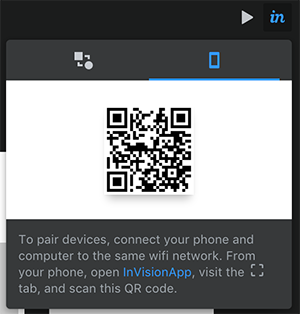 in
To pair devices, connect your phone and
computer to the same wifi network. From
your phone, open InVisionApp, visit the
tab, and scan this QR code.